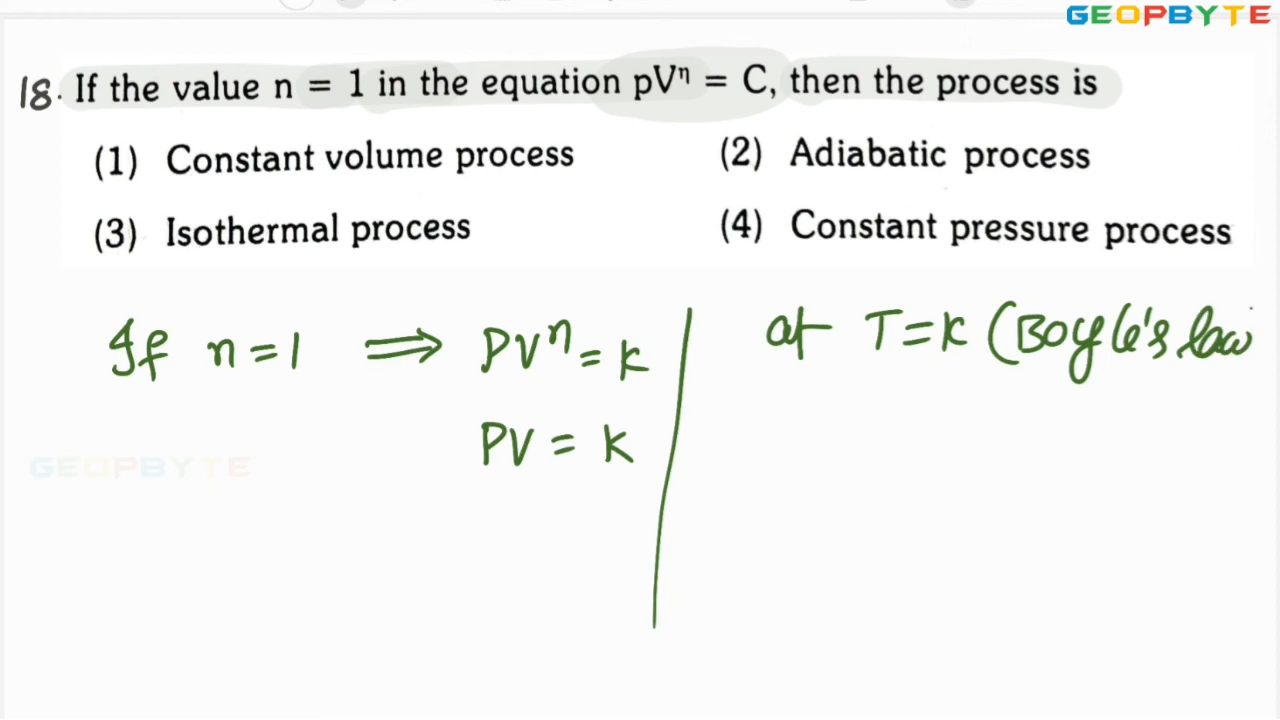 GEOPBYTE
18. If the value n = 1 in the equation pVⁿ = C, then the process is
(1) Constant volume process (2) Adiabatic process
(3) Isothermal process (4) Constant pressure process
If n = 1 ⟹ PVⁿ = K at T = K (Boyle's law
PV = K
GEOPBYTE